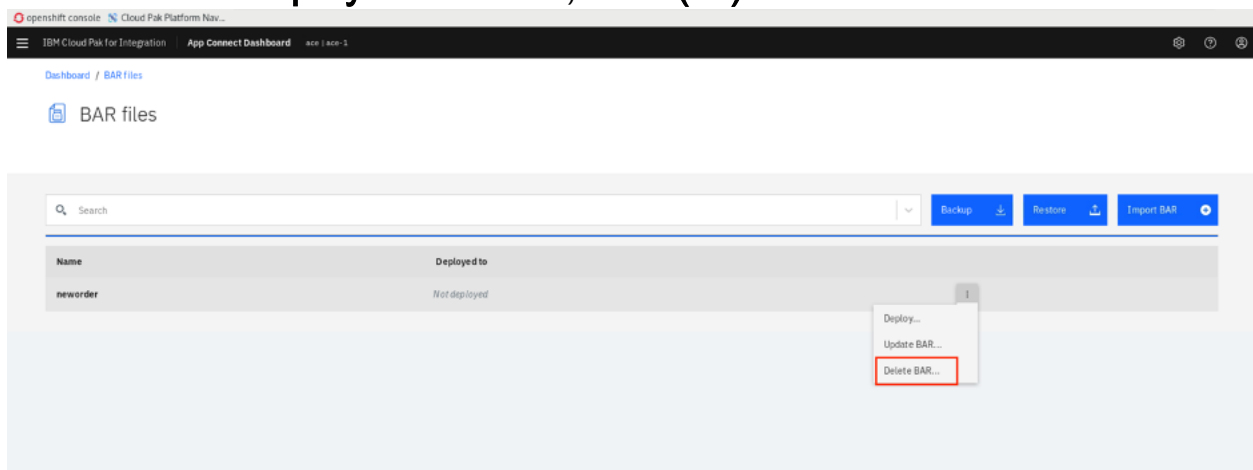 openshift console Cloud Pak Platform Nav...
IBM Cloud Pak for Integration App Connect Dashboard ace | ace-1
Dashboard / BAR files
BAR files
Search Backup Restore Import BAR
Name Deployed to
neworder Not deployed
Deploy...
Update BAR...
Delete BAR...